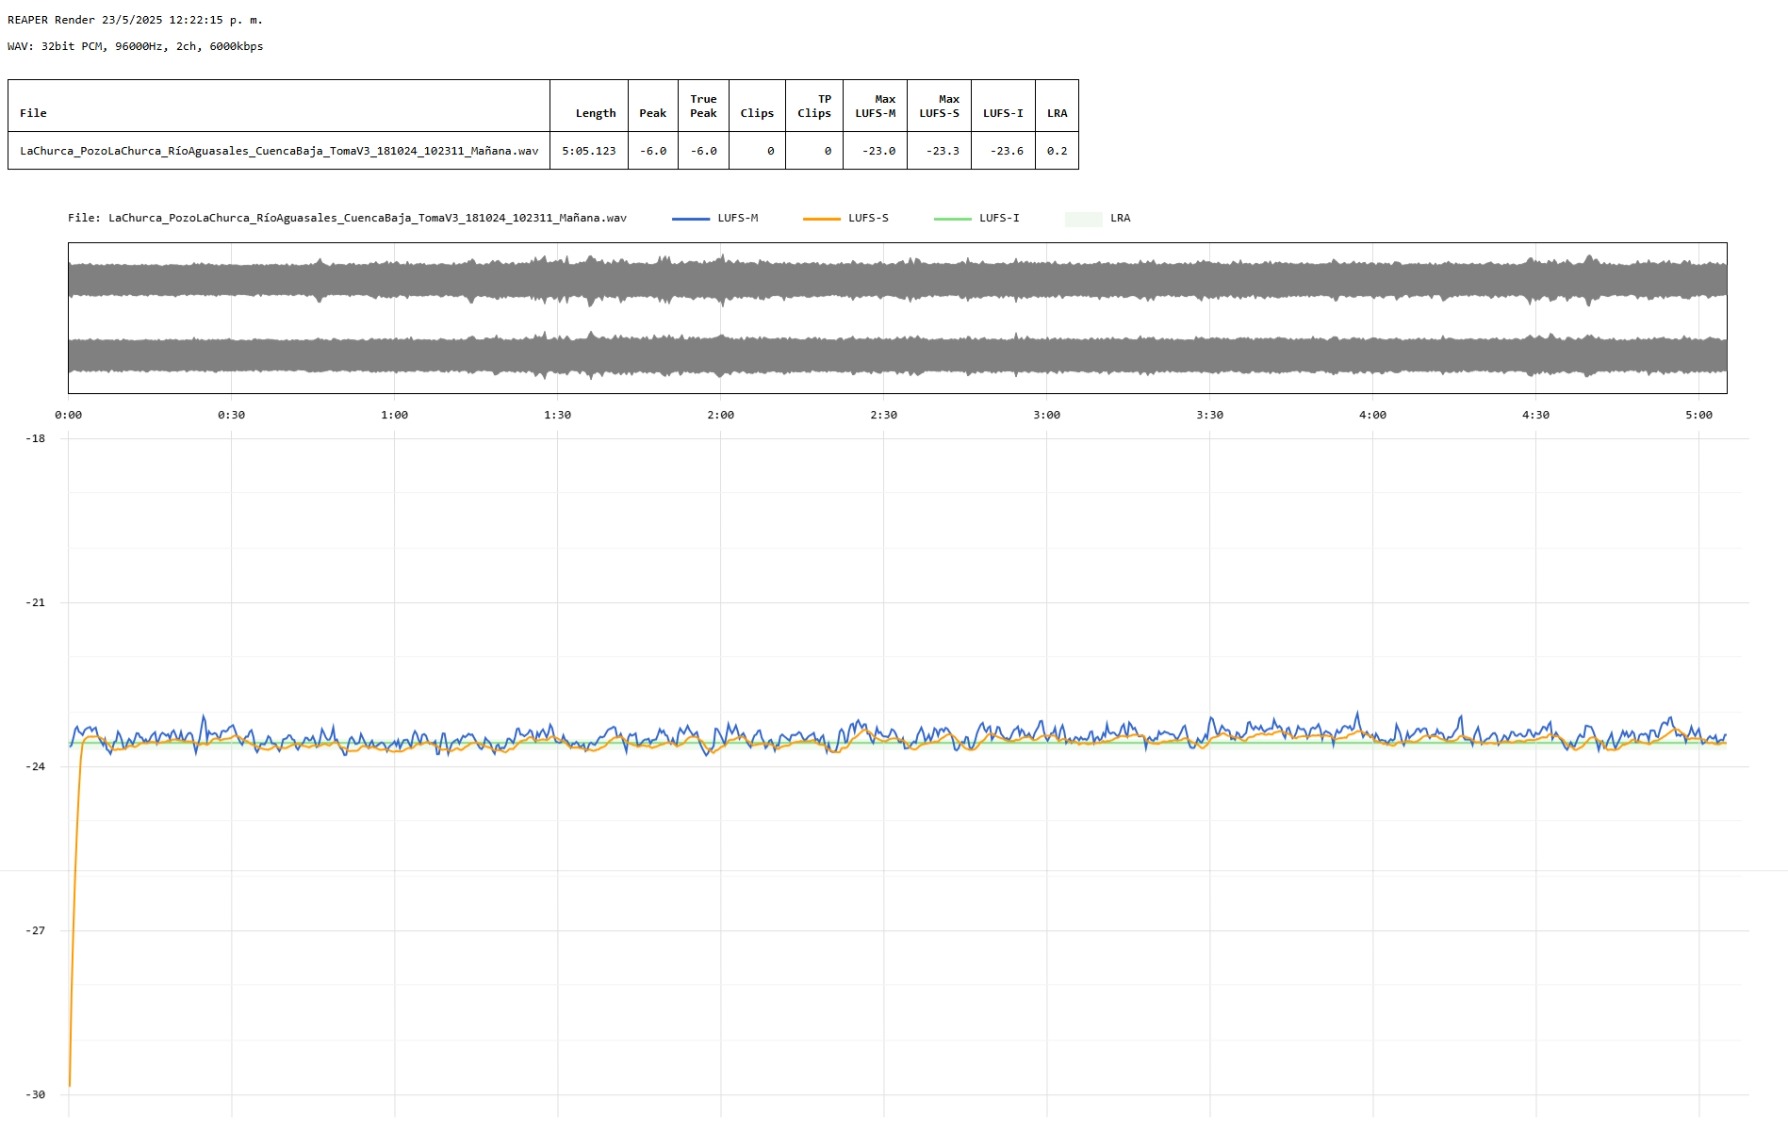 REAPER Render 23/5/2025 12:22:15 p. m.
WAV: 32bit PCM, 96000Hz, 2ch, 6000kbps
File Length Peak True Peak Clips TP Clips Max LUFS-M Max LUFS-S LUFS-I LRA
LaChurca_PozoLaChurca_RíoAguasales_CuencaBaja_TomaV3_181024_102311_Mañana.wav 5:05.123 -6.0 -6.0 0 0 -23.0 -23.3 -23.6 0.2
File: LaChurca_PozoLaChurca_RíoAguasales_CuencaBaja_TomaV3_181024_102311_Mañana.wav LUFS-M LUFS-S LUFS-I LRA
0:00 0:30 1:00 1:30 2:00 2:30 3:00 3:30 4:00 4:30 5:00
-18
-21
-24
-27
-30